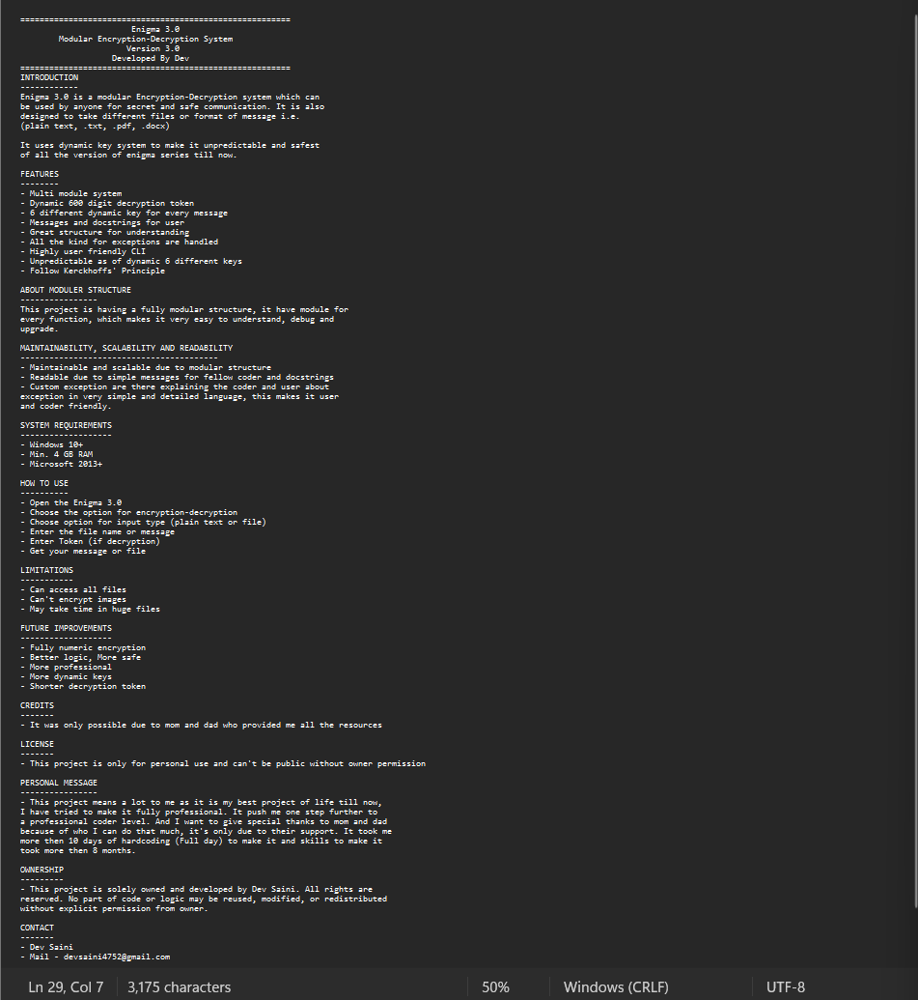 ========================================================
Enigma 3.0
Modular Encryption-Decryption System
Version 3.0
Developed By Dev
========================================================
INTRODUCTION
------------
Enigma 3.0 is a modular Encryption-Decryption system which can
be used by anyone for secret and safe communication. It is also
designed to take different files or format of message i.e.
(plain text, .txt, .pdf, .docx)
It uses dynamic key system to make it unpredictable and safest
of all the version of enigma series till now.
FEATURES
--------
- Multi module system
- Dynamic 600 digit decryption token
- 6 different dynamic key for every message
- Messages and docstrings for user
- Great structure for understanding
- All the kind for exceptions are handled
- Highly user friendly CLI
- Unpredictable as of dynamic 6 different keys
- Follow Kerckhoffs' Principle
ABOUT MODULER STRUCTURE
----------------
This project is having a fully modular structure, it have module for
every function, which makes it very easy to understand, debug and
upgrade.
MAINTAINABILITY, SCALABILITY AND READABILITY
-----------------------------------------
- Maintainable and scalable due to modular structure
- Readable due to simple messages for fellow coder and docstrings
- Custom exception are there explaining the coder and user about
exception in very simple and detailed language, this makes it user
and coder friendly.
SYSTEM REQUIREMENTS
-------------------
- Windows 10+
- Min. 4 GB RAM
- Microsoft 2013+
HOW TO USE
----------
- Open the Enigma 3.0
- Choose the option for encryption-decryption
- Choose option for input type (plain text or file)
- Enter the file name or message
- Enter Token (if decryption)
- Get your message or file
LIMITATIONS
-----------
- Can access all files
- Can't encrypt images
- May take time in huge files
FUTURE IMPROVEMENTS
-------------------
- Fully numeric encryption
- Better logic, More safe
- More professional
- More dynamic keys
- Shorter decryption token
CREDITS
-------
- It was only possible due to mom and dad who provided me all the resources
LICENSE
-------
- This project is only for personal use and can't be public without owner permission
PERSONAL MESSAGE
----------------
- This project means a lot to me as it is my best project of life till now,
I have tried to make it fully professional. It push me one step further to
a professional coder level. And I want to give special thanks to mom and dad
because of who I can do that much, it's only due to their support. It took me
more then 10 days of hardcoding (Full day) to make it and skills to make it
took more then 8 months.
OWNERSHIP
---------
- This project is solely owned and developed by Dev Saini. All rights are
reserved. No part of code or logic may be reused, modified, or redistributed
without explicit permission from owner.
CONTACT
-------
- Dev Saini
- Mail - devsaini4752@gmail.com
Ln 29, Col 7 3,175 characters 50% Windows (CRLF) UTF-8